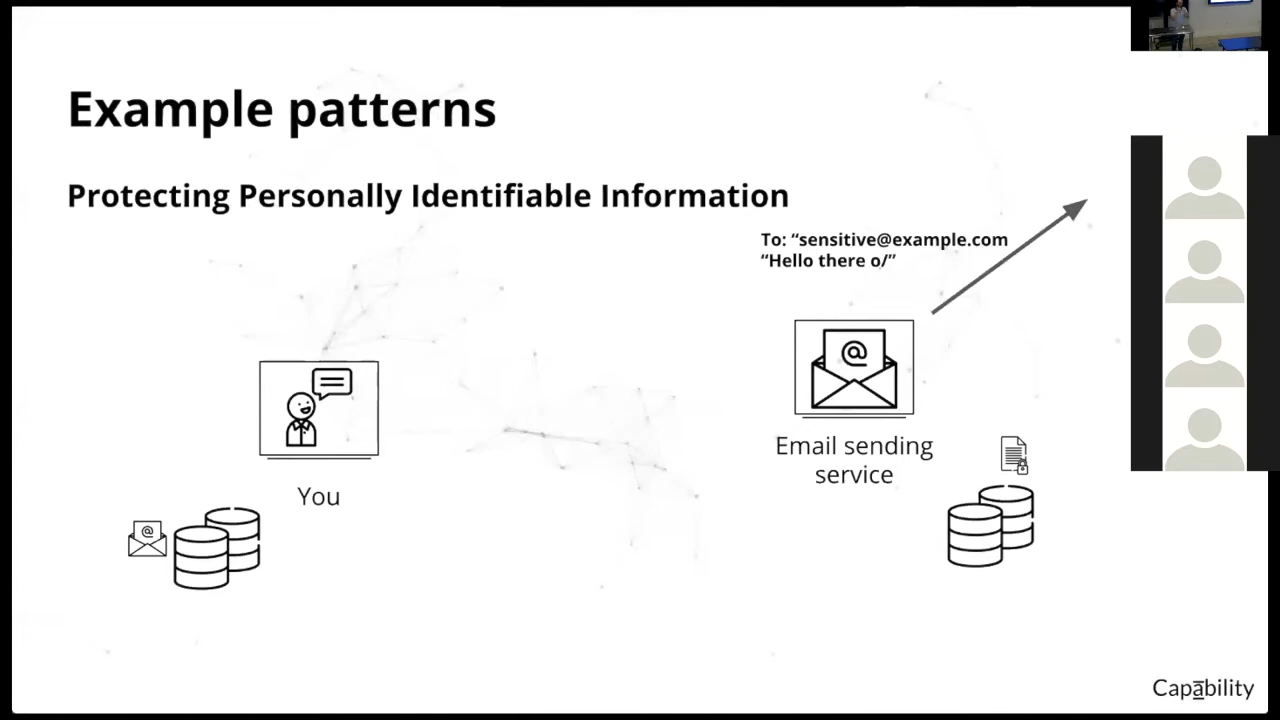 Example patterns
Protecting Personally Identifiable Information
To: “sensitive@example.com
“Hello there o/”
@
Email sending
service
You
@
Capability